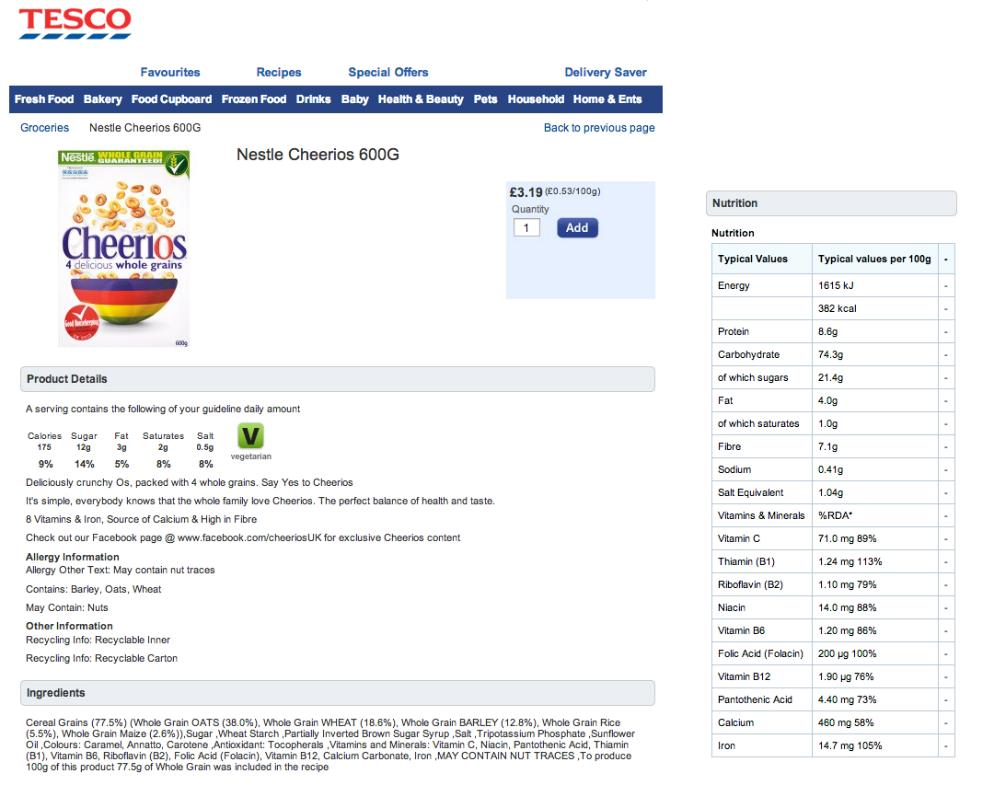 TESCO
Favourites Recipes Special Offers Delivery Saver
Fresh Food Bakery Food Cupboard Frozen Food Drinks Baby Health & Beauty Pets Household Home & Ents
Groceries Nestle Cheerios 600G Back to previous page
Nestle Cheerios 600G
Nestlé WHOLE GRAIN
GUARANTEED!
Cheerios
4 delicious whole grains
Good Housekeeping
600g
£3.19 (£0.53/100g)
Quantity
1 Add
Product Details
A serving contains the following of your guideline daily amount
Calories Sugar Fat Saturates Salt
175 12g 3g 2g 0.5g
9% 14% 5% 8% 8%
V
vegetarian
Deliciously crunchy Os, packed with 4 whole grains. Say Yes to Cheerios
It's simple, everybody knows that the whole family love Cheerios. The perfect balance of health and taste.
8 Vitamins & Iron, Source of Calcium & High in Fibre
Check out our Facebook page @ www.facebook.com/cheeriosUK for exclusive Cheerios content
Allergy Information
Allergy Other Text: May contain nut traces
Contains: Barley, Oats, Wheat
May Contain: Nuts
Other Information
Recycling Info: Recyclable Inner
Recycling Info: Recyclable Carton
Ingredients
Cereal Grains (77.5%) (Whole Grain OATS (38.0%), Whole Grain WHEAT (18.6%), Whole Grain BARLEY (12.8%), Whole Grain Rice
(5.5%), Whole Grain Maize (2.6%)),Sugar ,Wheat Starch ,Partially Inverted Brown Sugar Syrup ,Salt ,Tripotassium Phosphate ,Sunflower
Oil ,Colours: Caramel, Annatto, Carotene ,Antioxidant: Tocopherals ,Vitamins and Minerals: Vitamin C, Niacin, Pantothenic Acid, Thiamin
(B1), Vitamin B6, Riboflavin (B2), Folic Acid (Folacin), Vitamin B12, Calcium Carbonate, Iron ,MAY CONTAIN NUT TRACES ,To produce
100g of this product 77.5g of Whole Grain was included in the recipe
Nutrition
Nutrition
Typical Values Typical values per 100g -
Energy 1615 kJ -
382 kcal -
Protein 8.6g -
Carbohydrate 74.3g -
of which sugars 21.4g -
Fat 4.0g -
of which saturates 1.0g -
Fibre 7.1g -
Sodium 0.41g -
Salt Equivalent 1.04g -
Vitamins & Minerals %RDA* -
Vitamin C 71.0 mg 89% -
Thiamin (B1) 1.24 mg 113% -
Riboflavin (B2) 1.10 mg 79% -
Niacin 14.0 mg 88% -
Vitamin B6 1.20 mg 86% -
Folic Acid (Folacin) 200 µg 100% -
Vitamin B12 1.90 µg 76% -
Pantothenic Acid 4.40 mg 73% -
Calcium 460 mg 58% -
Iron 14.7 mg 105% -